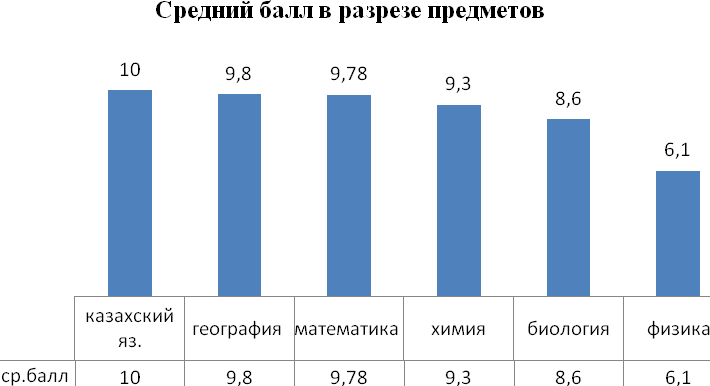 Средний балл в разрезе предметов
10 9,8 9,78 9,3 8,6 6,1
казахский яз. география математика химия биология физика
ср.балл 10 9,8 9,78 9,3 8,6 6,1